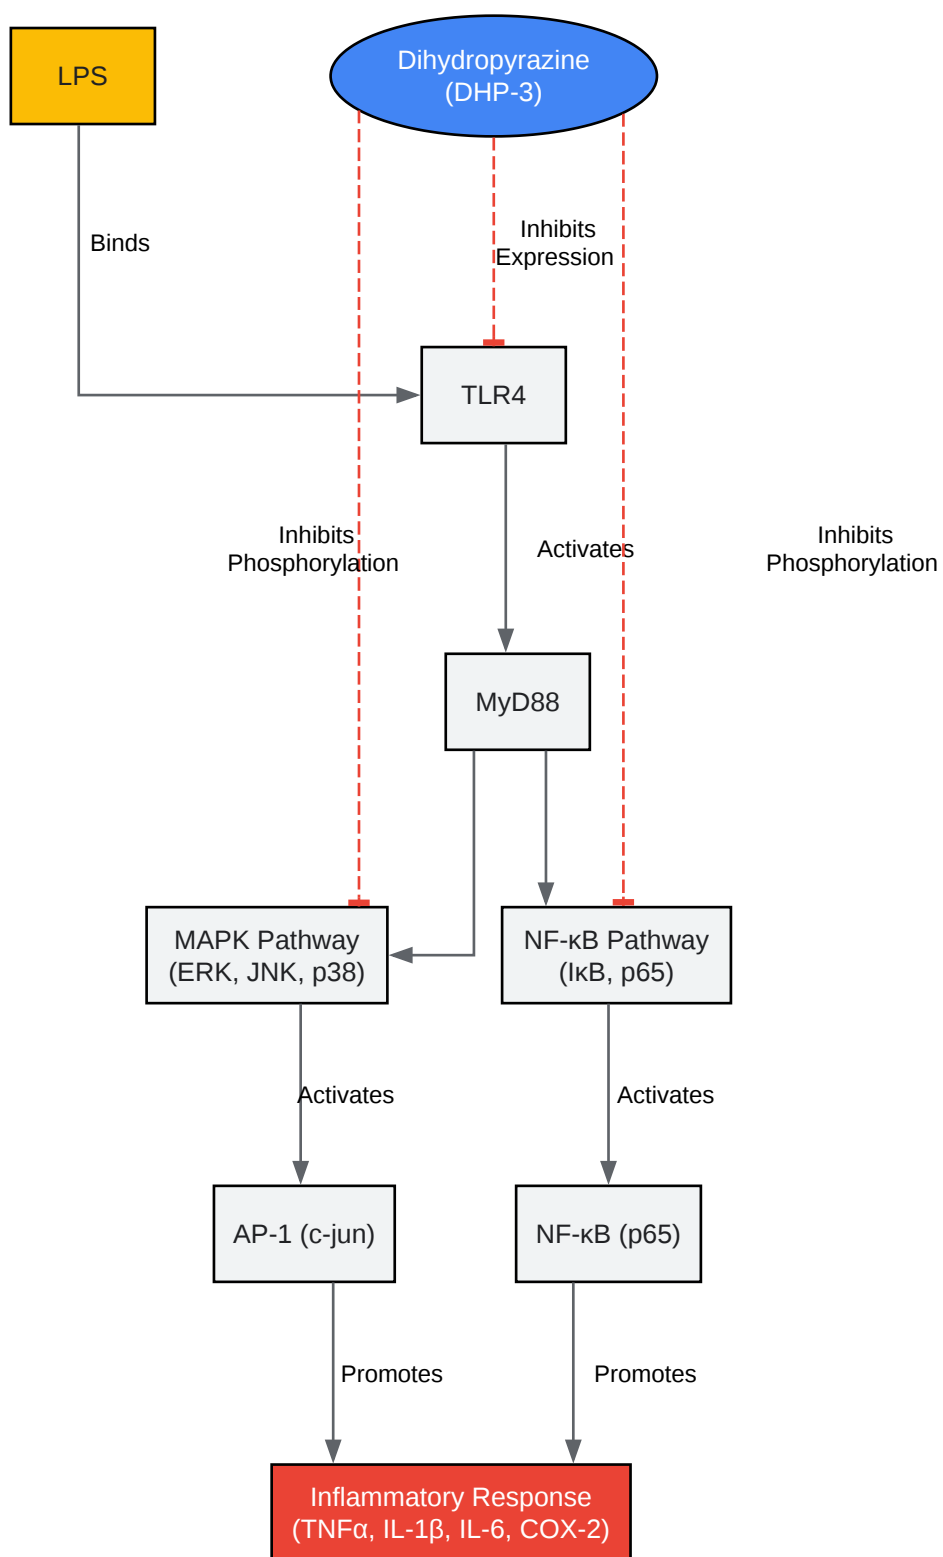 LPS
Dihydropyrazine
(DHP-3)
Binds
Inhibits
Expression
TLR4
Inhibits
Phosphorylation
Activates
Inhibits
Phosphorylation
MyD88
MAPK Pathway
(ERK, JNK, p38)
NF-κB Pathway
(IκB, p65)
Activates
Activates
AP-1 (c-jun)
NF-κB (p65)
Promotes
Promotes
Inflammatory Response
(TNFα, IL-1β, IL-6, COX-2)